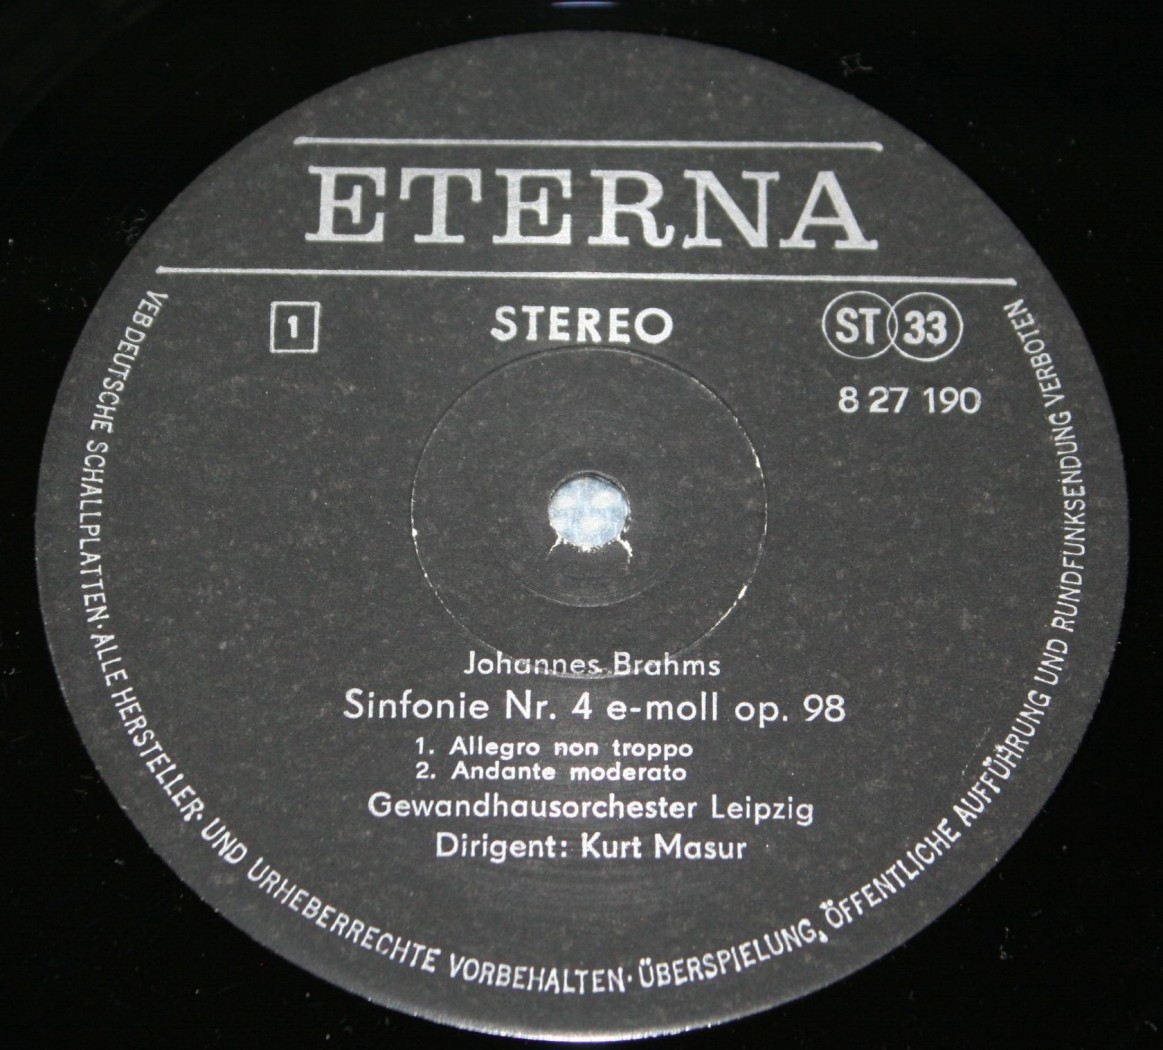 ETERNA
1 STEREO ST 33
8 27 190
Johannes Brahms
Sinfonie Nr. 4 e-moll op. 98
1. Allegro non troppo
2. Andante moderato
Gewandhausorchester Leipzig
Dirigent: Kurt Masur
VEB DEUTSCHE SCHALLPLATTEN · ALLE HERSTELLER- UND URHEBERRECHTE VORBEHALTEN · ÜBERSPIELUNG, ÖFFENTLICHE AUFFÜHRUNG UND RUNDFUNKSENDUNG VERBOTEN